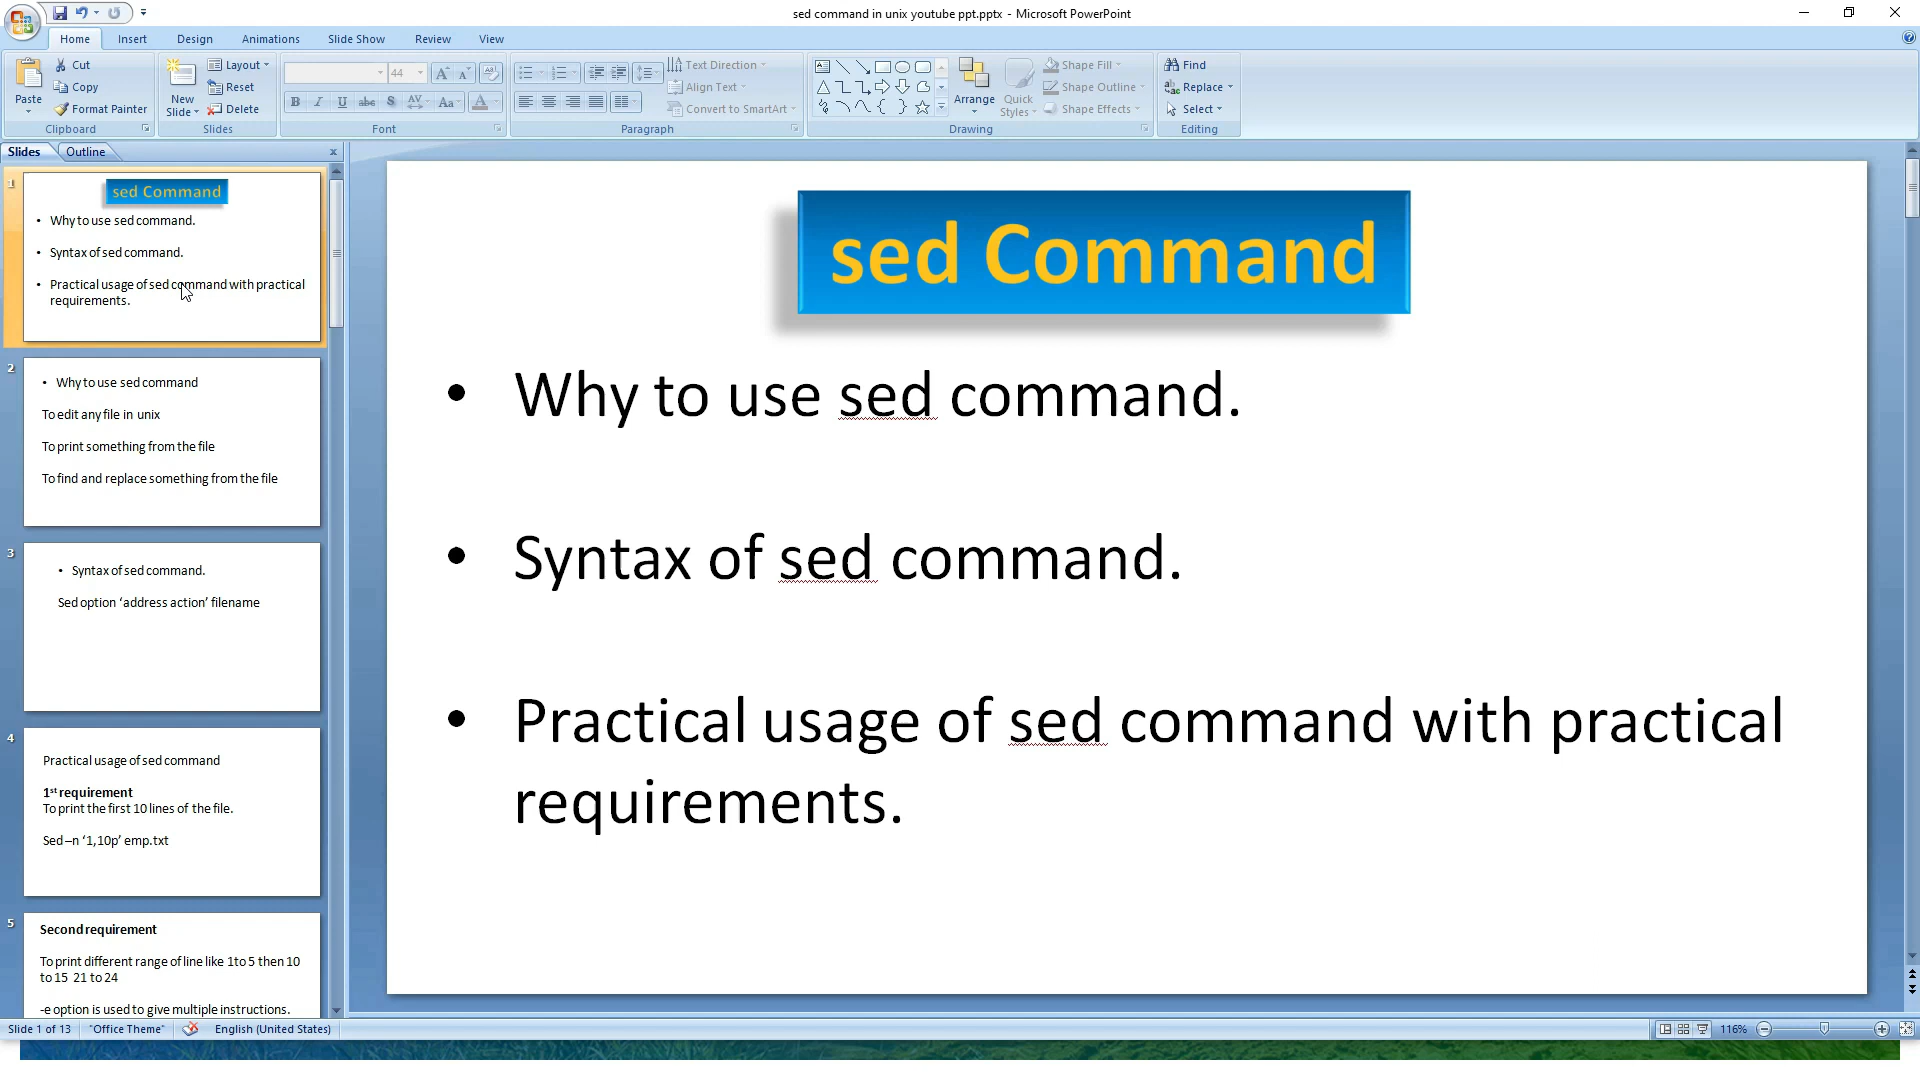 sed command in unix youtube ppt.pptx - Microsoft PowerPoint
Home Insert Design Animations Slide Show Review View
Cut Layout 44 Text Direction Shape Fill Find
Copy Reset Align Text Shape Outline Replace
Paste Format Painter New Slide Delete B I U abc S AV Aa A Convert to SmartArt Arrange Quick Styles Shape Effects Select
Clipboard Slides Font Paragraph Drawing Editing
Slides Outline x
1
sed Command
• Why to use sed command.
• Syntax of sed command.
• Practical usage of sed command with practical
requirements.
2
• Why to use sed command
To edit any file in unix
To print something from the file
To find and replace something from the file
3
• Syntax of sed command.
Sed option ‘address action’ filename
4
Practical usage of sed command
1st requirement
To print the first 10 lines of the file.
Sed –n ‘1,10p’ emp.txt
5
Second requirement
To print different range of line like 1to 5 then 10
to 15 21 to 24
-e option is used to give multiple instructions.
sed Command
• Why to use sed command.
• Syntax of sed command.
• Practical usage of sed command with practical
requirements.
Slide 1 of 13 "Office Theme" English (United States) 116%